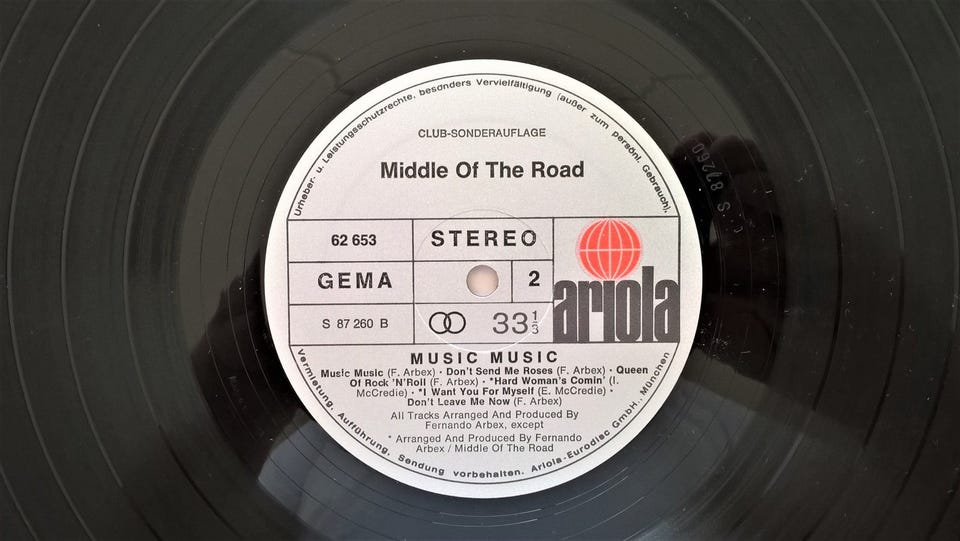 Urheber- u. Leistungsschutzrechte, besonders Vervielfältigung (außer zum persönl. Gebrauch),
CLUB-SONDERAUFLAGE
Middle Of The Road
62 653
STEREO
GEMA
2
S 87 260 B
33 1/3
ariola
MUSIC MUSIC
Music Music (F. Arbex) · Don't Send Me Roses (F. Arbex) · Queen
Of Rock 'N'Roll (F. Arbex) · *Hard Woman's Comin' (I.
McCredie) · *I Want You For Myself (E. McCredie) ·
Don't Leave Me Now (F. Arbex)
All Tracks Arranged And Produced By
Fernando Arbex, except
* Arranged And Produced By Fernando
Arbex / Middle Of The Road
Vermietung, Aufführung, Sendung vorbehalten. Ariola-Eurodisc GmbH., München
S 87260